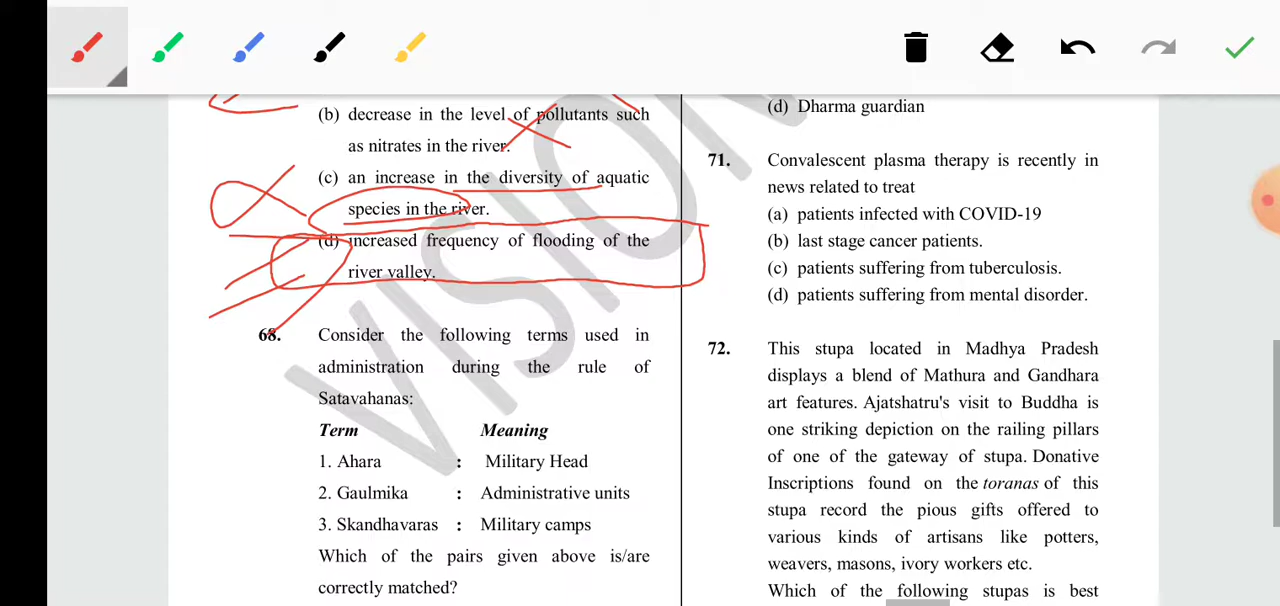 (b) decrease in the level of pollutants such
as nitrates in the river.
(c) an increase in the diversity of aquatic
species in the river.
(d) increased frequency of flooding of the
river valley.
68. Consider the following terms used in
administration during the rule of
Satavahanas:
Term Meaning
1. Ahara : Military Head
2. Gaulmika : Administrative units
3. Skandhavaras : Military camps
Which of the pairs given above is/are
correctly matched?
(d) Dharma guardian
71. Convalescent plasma therapy is recently in
news related to treat
(a) patients infected with COVID-19
(b) last stage cancer patients.
(c) patients suffering from tuberculosis.
(d) patients suffering from mental disorder.
72. This stupa located in Madhya Pradesh
displays a blend of Mathura and Gandhara
art features. Ajatshatru's visit to Buddha is
one striking depiction on the railing pillars
of one of the gateway of stupa. Donative
Inscriptions found on the toranas of this
stupa record the pious gifts offered to
various kinds of artisans like potters,
weavers, masons, ivory workers etc.
Which of the following stupas is best
VISION